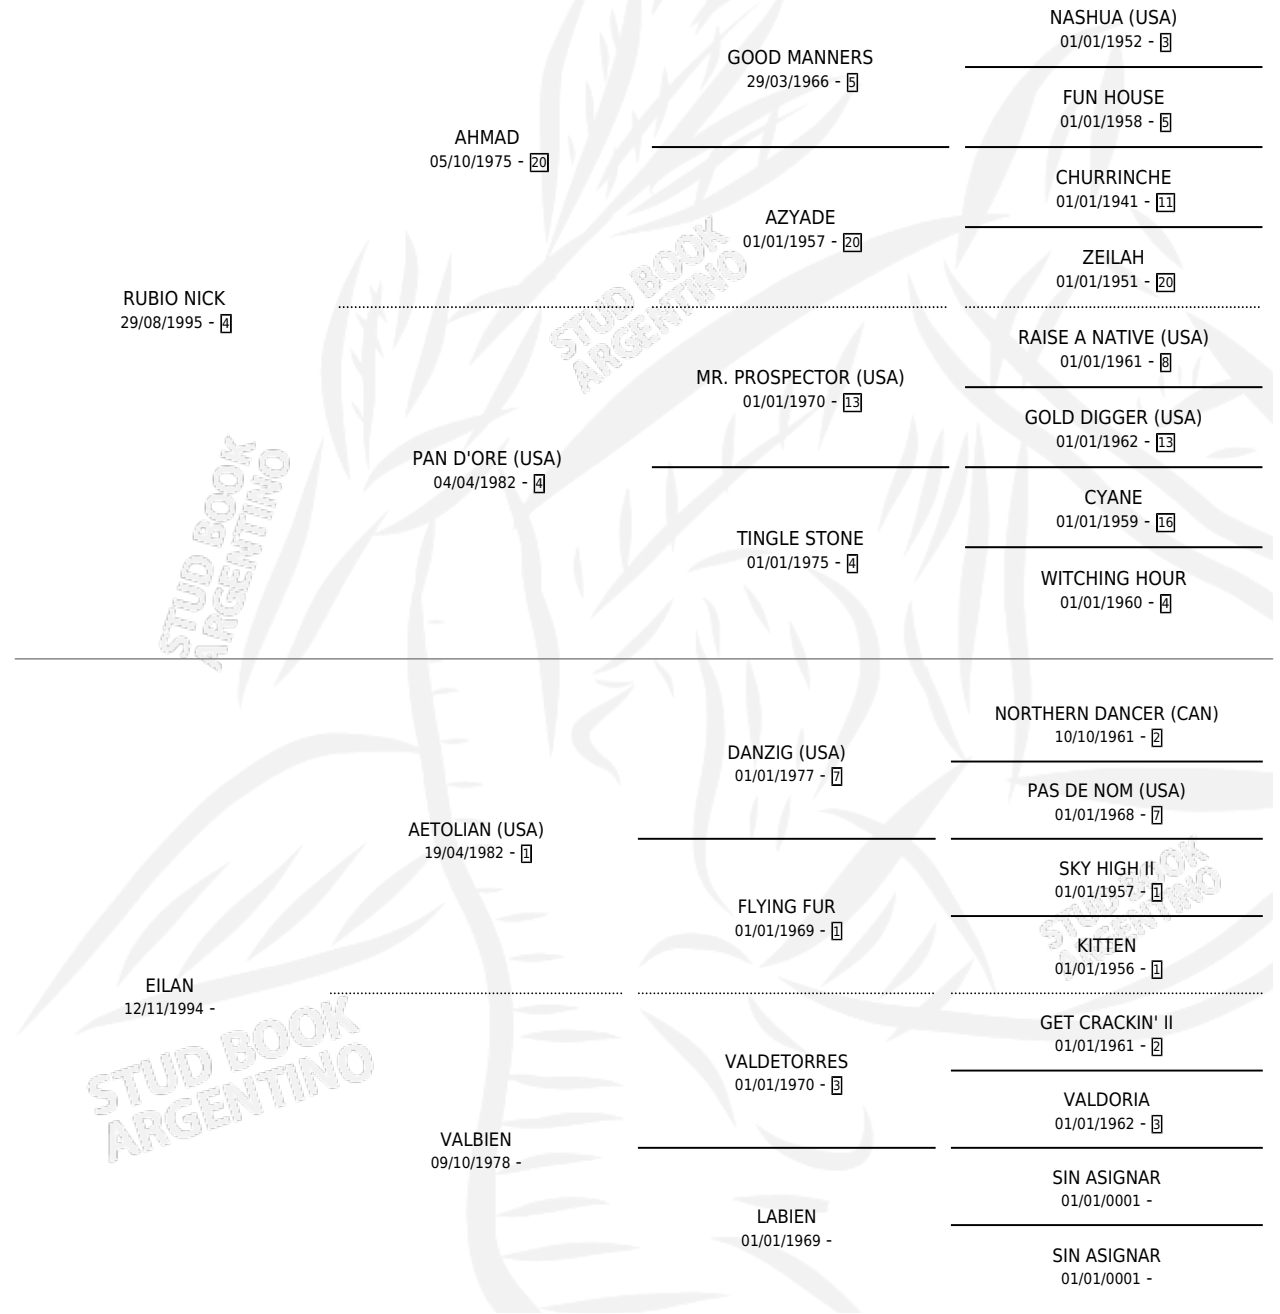 NASHUA (USA)
01/01/1952 - 3
GOOD MANNERS
29/03/1966 - 5
FUN HOUSE
01/01/1958 - 5
AHMAD
05/10/1975 - 20
CHURRINCHE
01/01/1941 - 11
AZYADE
01/01/1957 - 20
ZEILAH
01/01/1951 - 20
RUBIO NICK
29/08/1995 - 4
RAISE A NATIVE (USA)
01/01/1961 - 8
MR. PROSPECTOR (USA)
01/01/1970 - 13
GOLD DIGGER (USA)
01/01/1962 - 13
PAN D'ORE (USA)
04/04/1982 - 4
CYANE
01/01/1959 - 16
TINGLE STONE
01/01/1975 - 4
WITCHING HOUR
01/01/1960 - 4
NORTHERN DANCER (CAN)
10/10/1961 - 2
DANZIG (USA)
01/01/1977 - 7
PAS DE NOM (USA)
01/01/1968 - 7
AETOLIAN (USA)
19/04/1982 - 1
SKY HIGH II
01/01/1957 - 1
FLYING FUR
01/01/1969 - 1
KITTEN
01/01/1956 - 1
EILAN
12/11/1994 -
GET CRACKIN' II
01/01/1961 - 2
VALDETORRES
01/01/1970 - 3
VALDORIA
01/01/1962 - 3
VALBIEN
09/10/1978 -
SIN ASIGNAR
01/01/0001 -
LABIEN
01/01/1969 -
SIN ASIGNAR
01/01/0001 -
STUD BOOK
ARGENTINO
STUD BOOK
ARGENTINO
STUD BOOK
ARGENTINO
STUD BOOK
ARGENTINO